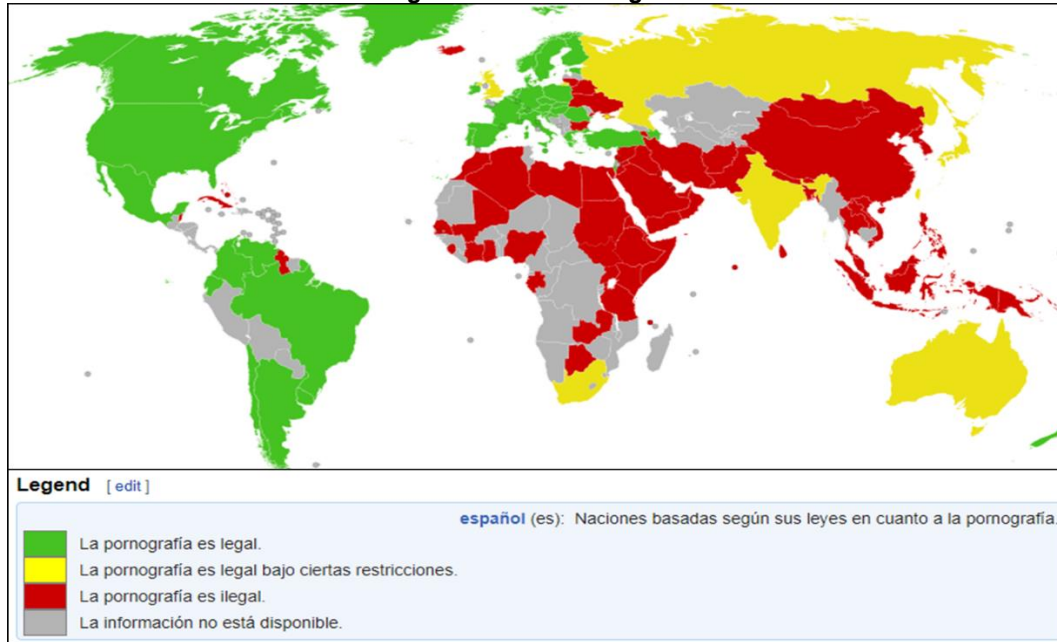 Legend [ edit ]
español (es): Naciones basadas según sus leyes en cuanto a la pornografía.
La pornografía es legal.
La pornografía es legal bajo ciertas restricciones.
La pornografía es ilegal.
La información no está disponible.